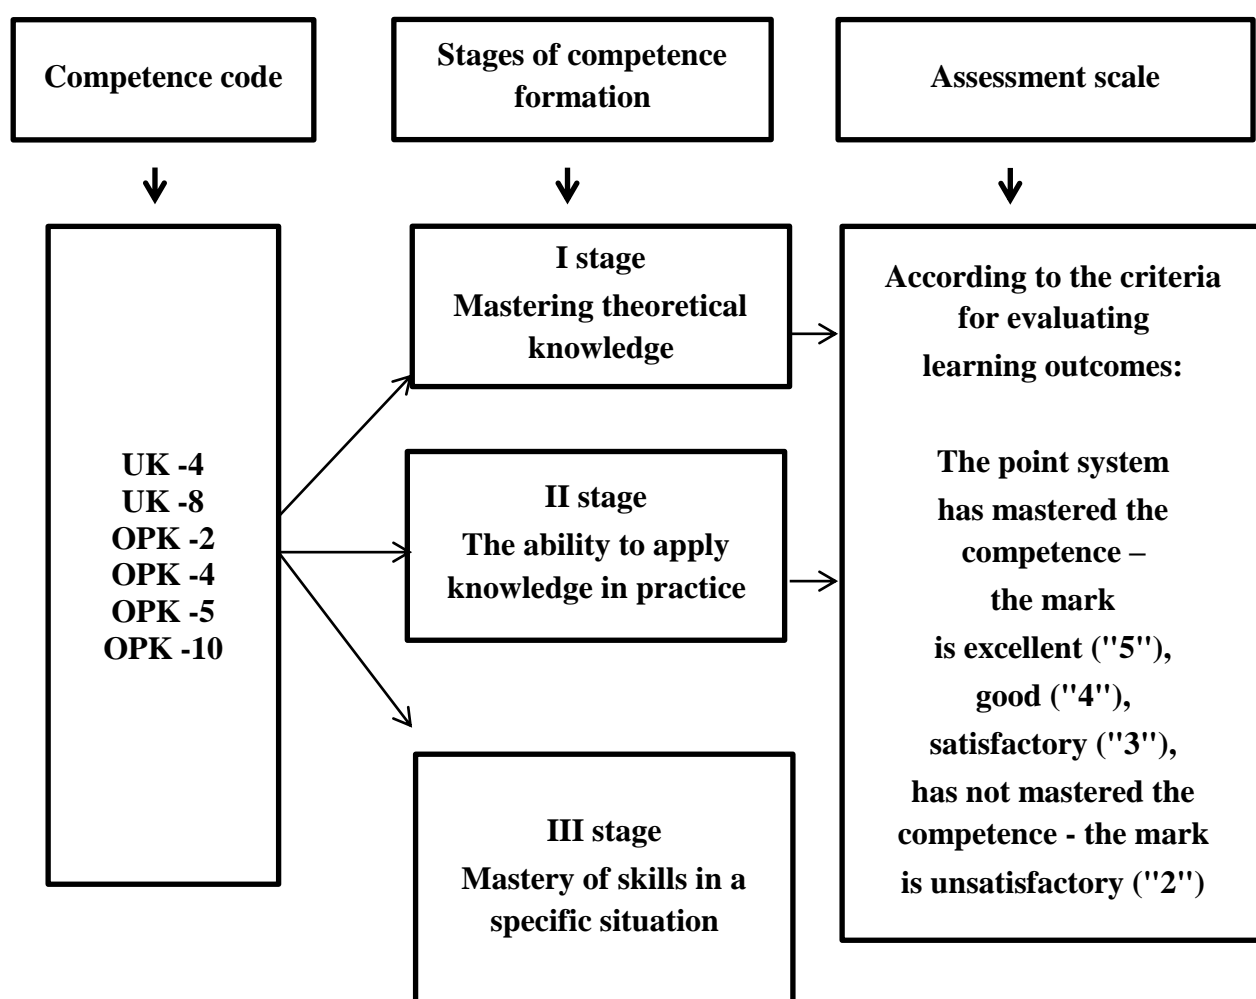 Competence code
Stages of competence
formation
Assessment scale
UK -4
UK -8
OPK -2
OPK -4
OPK -5
OPK -10
I stage
Mastering theoretical
knowledge
II stage
The ability to apply
knowledge in practice
III stage
Mastery of skills in a
specific situation
According to the criteria
for evaluating
learning outcomes:
The point system
has mastered the
competence –
the mark
is excellent ("5"),
good ("4"),
satisfactory ("3"),
has not mastered the
competence - the mark
is unsatisfactory ("2")